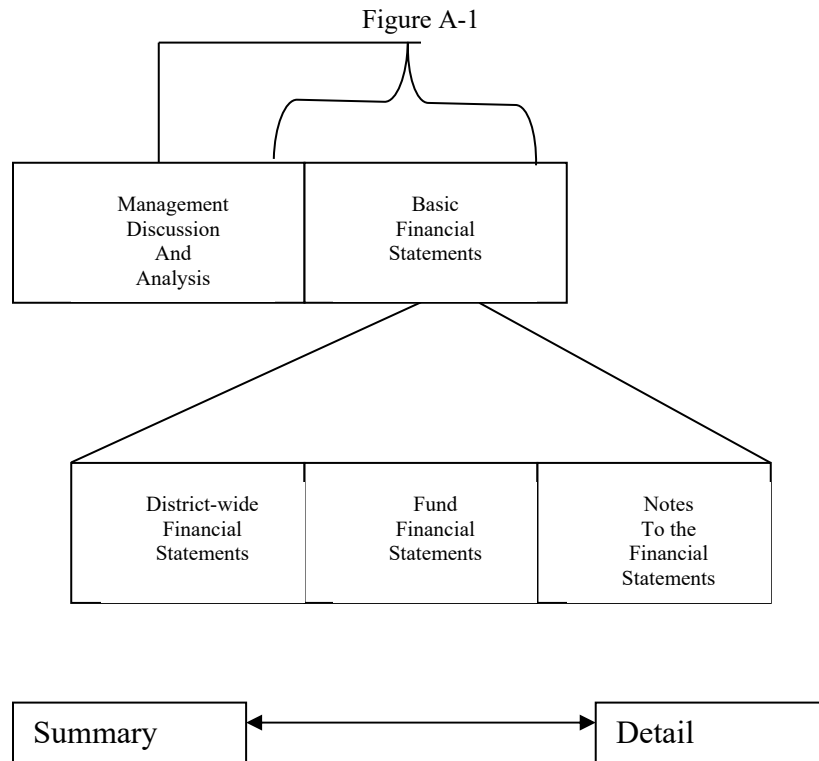 Figure A-1
Management
Discussion
And
Analysis
Basic
Financial
Statements
District-wide
Financial
Statements
Fund
Financial
Statements
Notes
To the
Financial
Statements
Summary
Detail